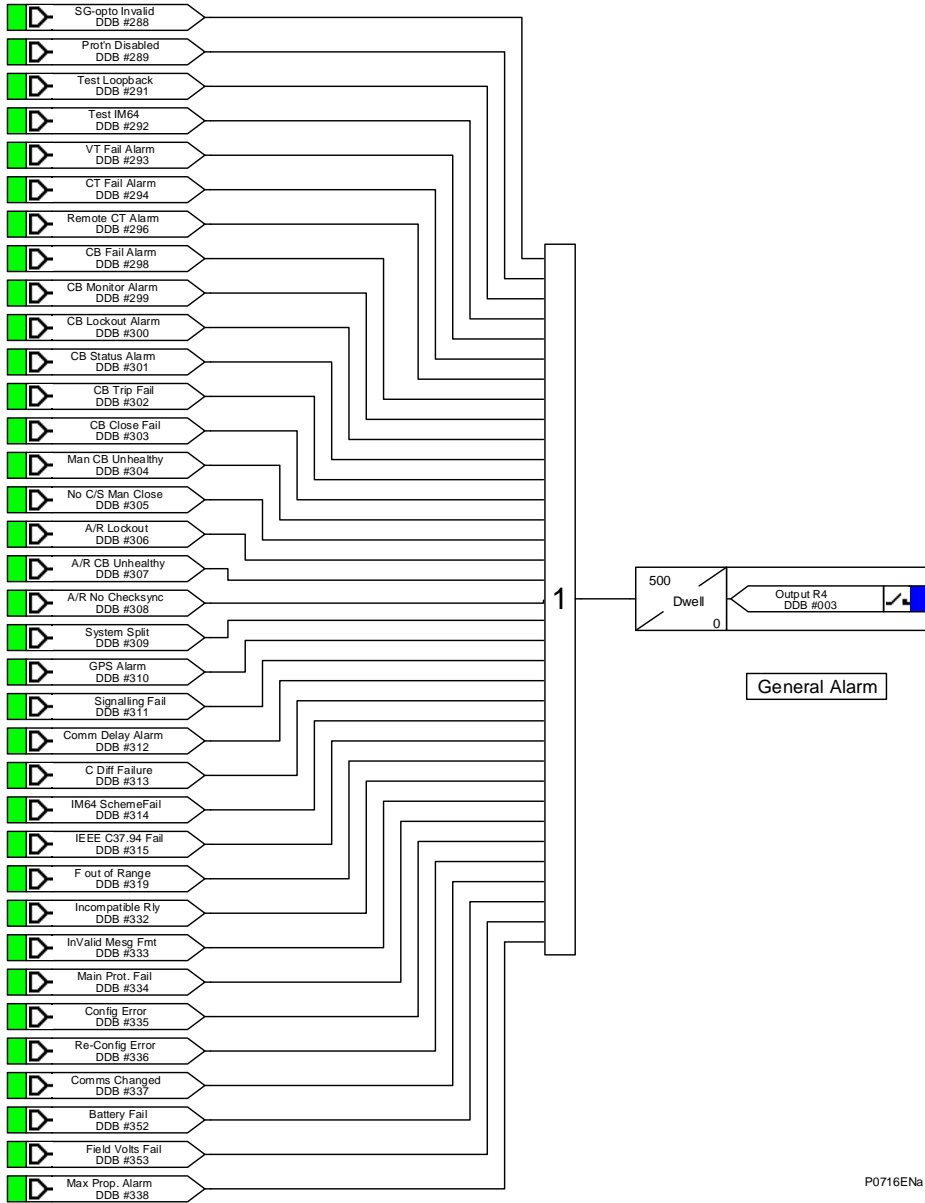 SG-opto Invalid
DDB #288
Prot'n Disabled
DDB #289
Test Loopback
DDB #291
Test IM64
DDB #292
VT Fail Alarm
DDB #293
CT Fail Alarm
DDB #294
Remote CT Alarm
DDB #296
CB Fail Alarm
DDB #298
CB Monitor Alarm
DDB #299
CB Lockout Alarm
DDB #300
CB Status Alarm
DDB #301
CB Trip Fail
DDB #302
CB Close Fail
DDB #303
Man CB Unhealthy
DDB #304
No C/S Man Close
DDB #305
A/R Lockout
DDB #306
A/R CB Unhealthy
DDB #307
A/R No Checksync
DDB #308
System Split
DDB #309
GPS Alarm
DDB #310
Signalling Fail
DDB #311
Comm Delay Alarm
DDB #312
C Diff Failure
DDB #313
IM64 SchemeFail
DDB #314
IEEE C37.94 Fail
DDB #315
F out of Range
DDB #319
Incompatible Rly
DDB #332
InValid Mesg Fmt
DDB #333
Main Prot. Fail
DDB #334
Config Error
DDB #335
Re-Config Error
DDB #336
Comms Changed
DDB #337
Battery Fail
DDB #352
Field Volts Fail
DDB #353
Max Prop. Alarm
DDB #338
1
500
Dwell
0
Output R4
DDB #003
General Alarm
P0716ENa